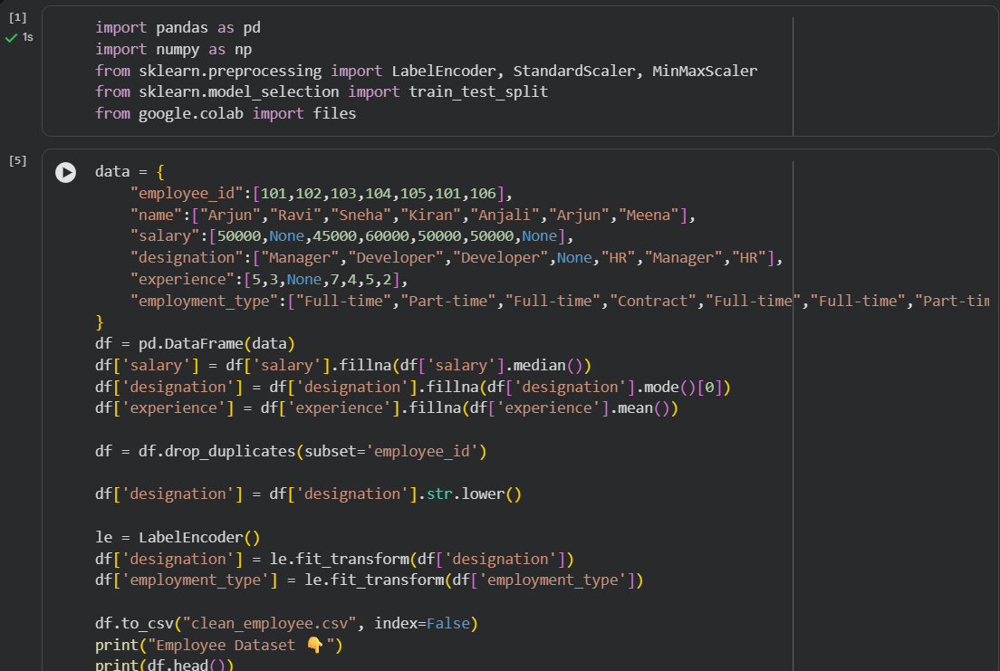 [1]
1s
import pandas as pd
import numpy as np
from sklearn.preprocessing import LabelEncoder, StandardScaler, MinMaxScaler
from sklearn.model_selection import train_test_split
from google.colab import files
[5]
data = {
    "employee_id":[101,102,103,104,105,101,106],
    "name":["Arjun","Ravi","Sneha","Kiran","Anjali","Arjun","Meena"],
    "salary":[50000,None,45000,60000,50000,50000,None],
    "designation":["Manager","Developer","Developer",None,"HR","Manager","HR"],
    "experience":[5,3,None,7,4,5,2],
    "employment_type":["Full-time","Part-time","Full-time","Contract","Full-time","Full-time","Part-tim
}
df = pd.DataFrame(data)
df['salary'] = df['salary'].fillna(df['salary'].median())
df['designation'] = df['designation'].fillna(df['designation'].mode()[0])
df['experience'] = df['experience'].fillna(df['experience'].mean())
df = df.drop_duplicates(subset='employee_id')
df['designation'] = df['designation'].str.lower()
le = LabelEncoder()
df['designation'] = le.fit_transform(df['designation'])
df['employment_type'] = le.fit_transform(df['employment_type'])
df.to_csv("clean_employee.csv", index=False)
print("Employee Dataset 👇")
print(df.head())